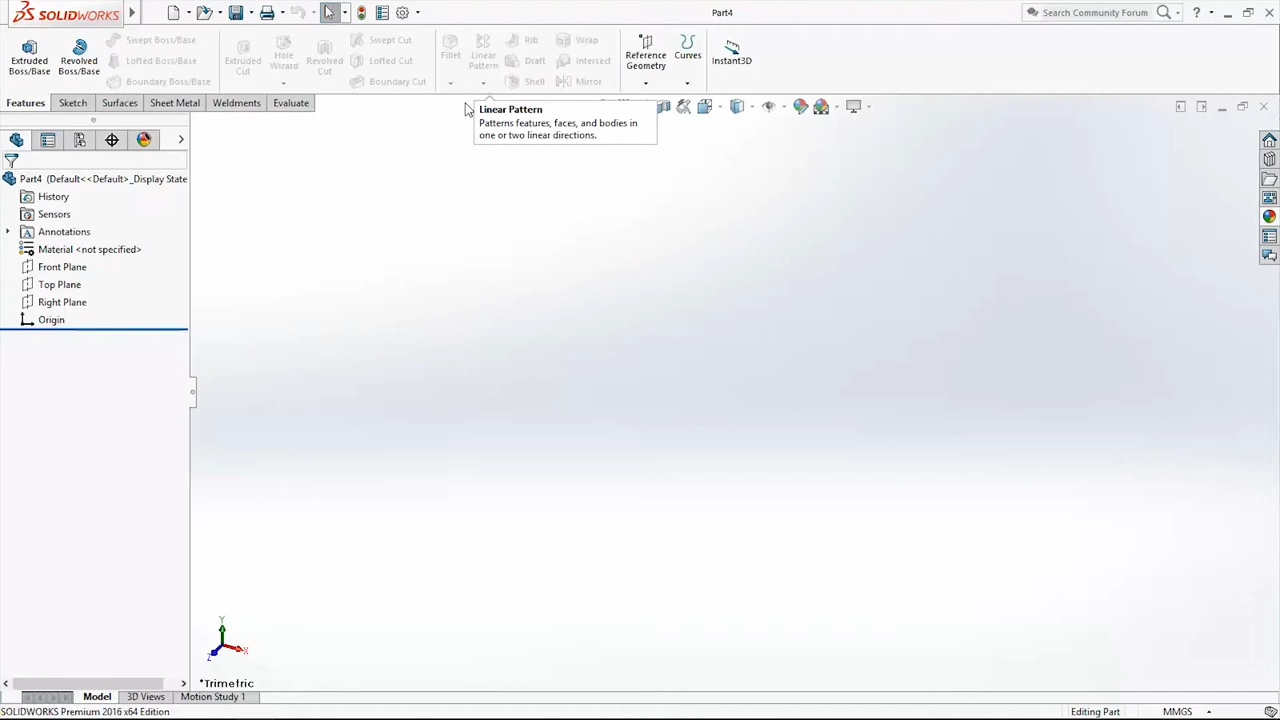 SOLIDWORKS
Part4
Search Community Forum
?
Extruded
Boss/Base
Revolved
Boss/Base
Swept Boss/Base
Lofted Boss/Base
Boundary Boss/Base
Extruded
Cut
Hole
Wizard
Revolved
Cut
Swept Cut
Lofted Cut
Boundary Cut
Fillet
Linear
Pattern
Rib
Draft
Shell
Wrap
Intersect
Mirror
Reference
Geometry
Curves
Instant3D
Features
Sketch
Surfaces
Sheet Metal
Weldments
Evaluate
Linear Pattern
Patterns features, faces, and bodies in
one or two linear directions.
Part4 (Default<<Default>_Display State
History
Sensors
Annotations
Material <not specified>
Front Plane
Top Plane
Right Plane
Origin
Y
X
Z
*Trimetric
Model
3D Views
Motion Study 1
SOLIDWORKS Premium 2016 x64 Edition
Editing Part
MMGS